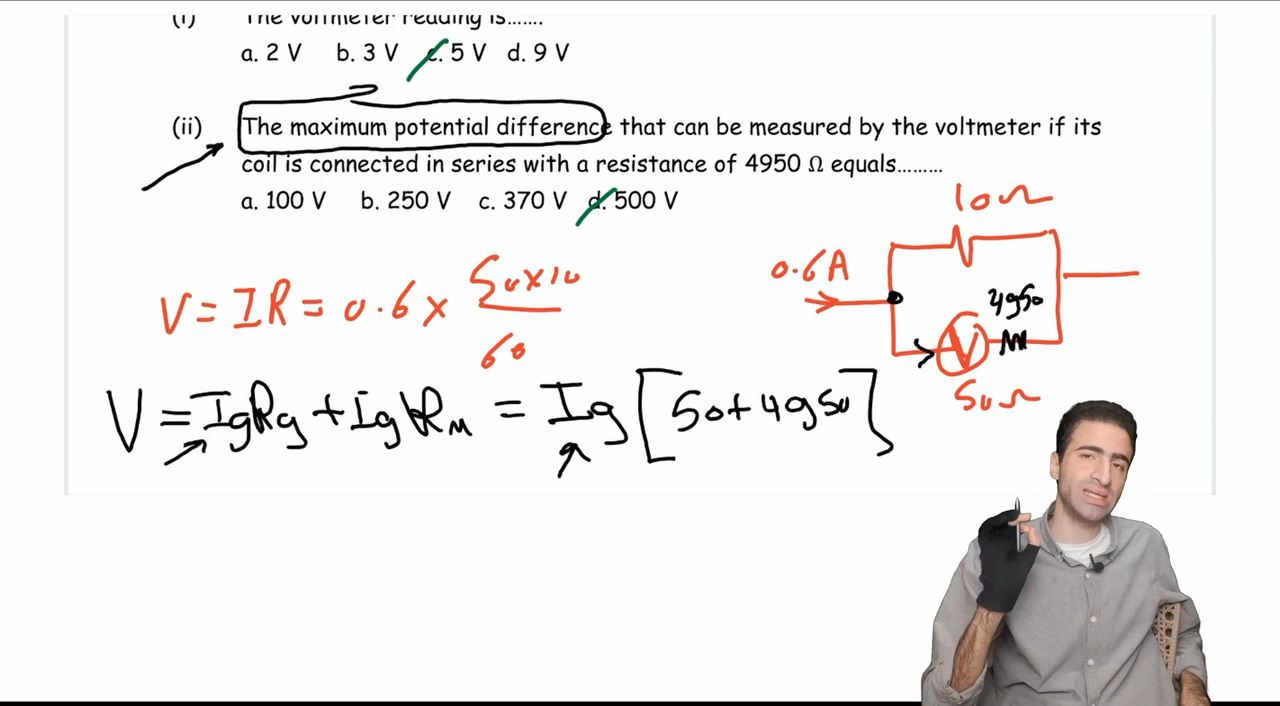 (i) The voltmeter reading is.......
a. 2 V b. 3 V c. 5 V d. 9 V
(ii) The maximum potential difference that can be measured by the voltmeter if its
coil is connected in series with a resistance of 4950 Ω equals.........
a. 100 V b. 250 V c. 370 V d. 500 V
10Ω
0.6A
4950
V
50Ω
V = IR = 0.6 × 50×10
60
V = IgRg + IgRm = Ig [50+4950]